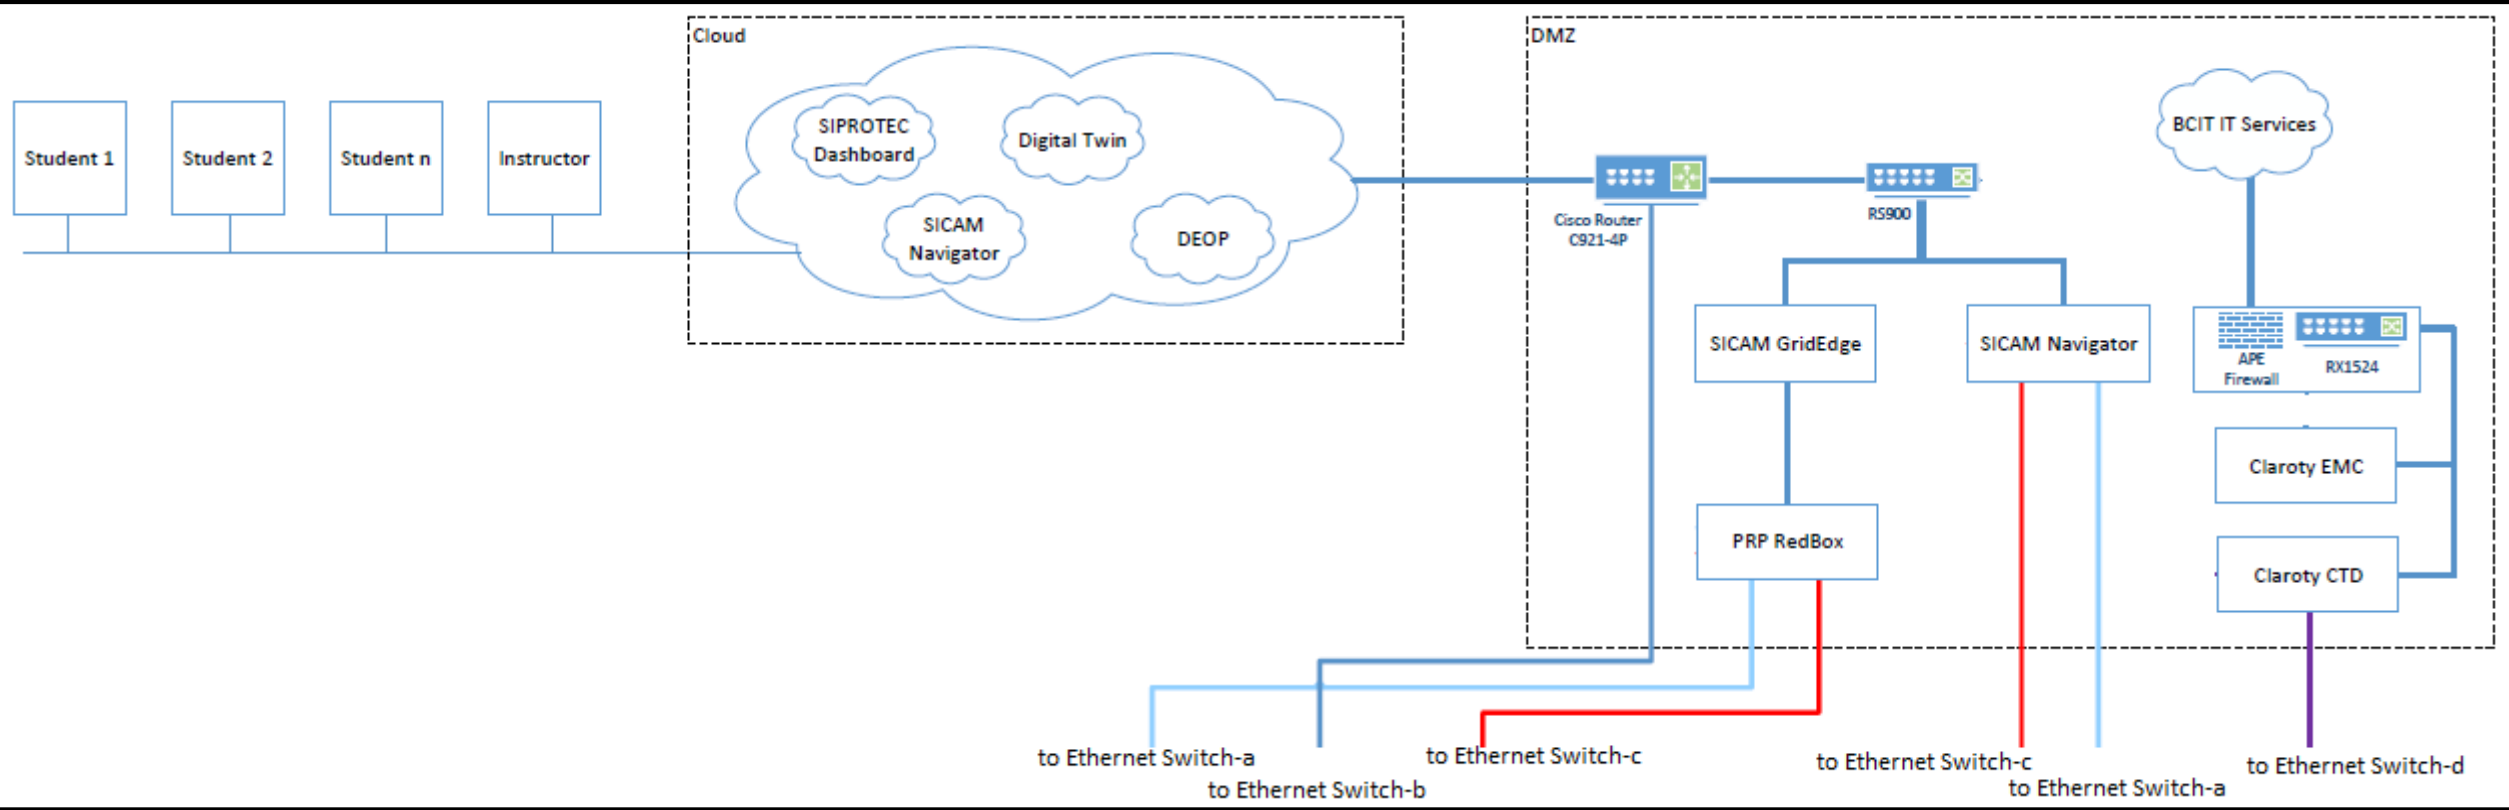 Cloud
DMZ
Student 1
Student 2
Student n
Instructor
SIPROTEC
Dashboard
Digital Twin
SICAM
Navigator
DEOP
Cisco Router
C921-4P
RS900
BCIT IT Services
SICAM GridEdge
SICAM Navigator
APE
Firewall
RX1524
Claroty EMC
PRP RedBox
Claroty CTD
to Ethernet Switch-a
to Ethernet Switch-b
to Ethernet Switch-c
to Ethernet Switch-c
to Ethernet Switch-a
to Ethernet Switch-d